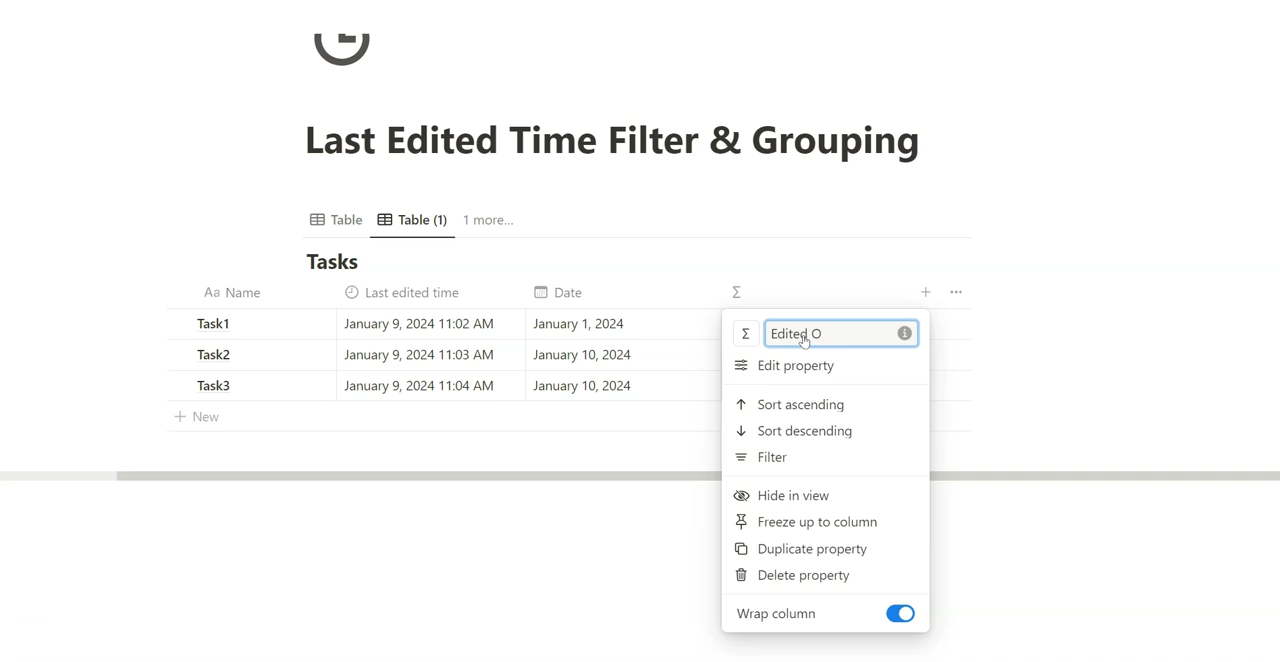 Last Edited Time Filter & Grouping
Table Table (1) 1 more...
Tasks
Aa Name Last edited time Date Σ + ...
Task1 January 9, 2024 11:02 AM January 1, 2024
Task2 January 9, 2024 11:03 AM January 10, 2024
Task3 January 9, 2024 11:04 AM January 10, 2024
+ New
Σ Edited O
Edit property
Sort ascending
Sort descending
Filter
Hide in view
Freeze up to column
Duplicate property
Delete property
Wrap column